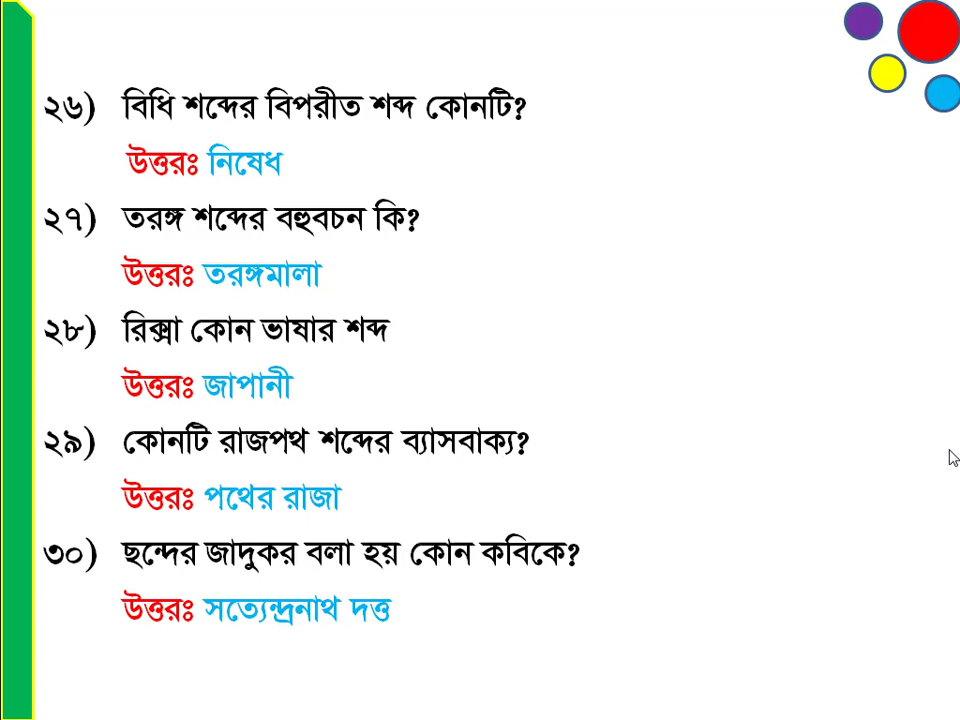 ২৬) বিধি শব্দের বিপরীত শব্দ কোনটি?
উত্তরঃ নিষেধ
২৭) তরঙ্গ শব্দের বহুবচন কি?
উত্তরঃ তরঙ্গমালা
২৮) রিক্সা কোন ভাষার শব্দ
উত্তরঃ জাপানী
২৯) কোনটি রাজপথ শব্দের ব্যাসবাক্য?
উত্তরঃ পথের রাজা
৩০) ছন্দের জাদুকর বলা হয় কোন কবিকে?
উত্তরঃ সত্যেন্দ্রনাথ দত্ত